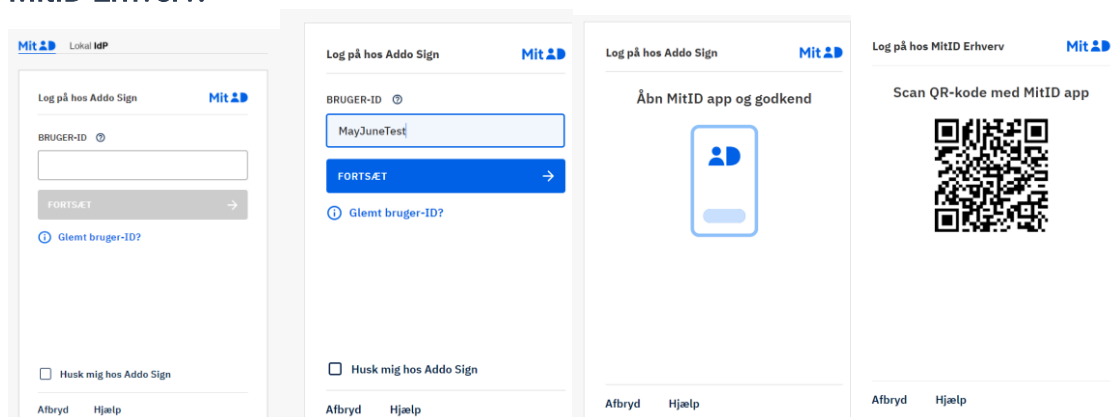 MitID Erhverv:
MitID Lokal IdP
Log på hos Addo Sign MitID
BRUGER-ID
FORTSÆT
Glemt bruger-ID?
Husk mig hos Addo Sign
Afbryd Hjælp
Log på hos Addo Sign MitID
BRUGER-ID
MayJuneTest
FORTSÆT
Glemt bruger-ID?
Husk mig hos Addo Sign
Afbryd Hjælp
Log på hos Addo Sign MitID
Åbn MitID app og godkend
Afbryd Hjælp
Log på hos MitID Erhverv MitID
Scan QR-kode med MitID app
Afbryd Hjælp